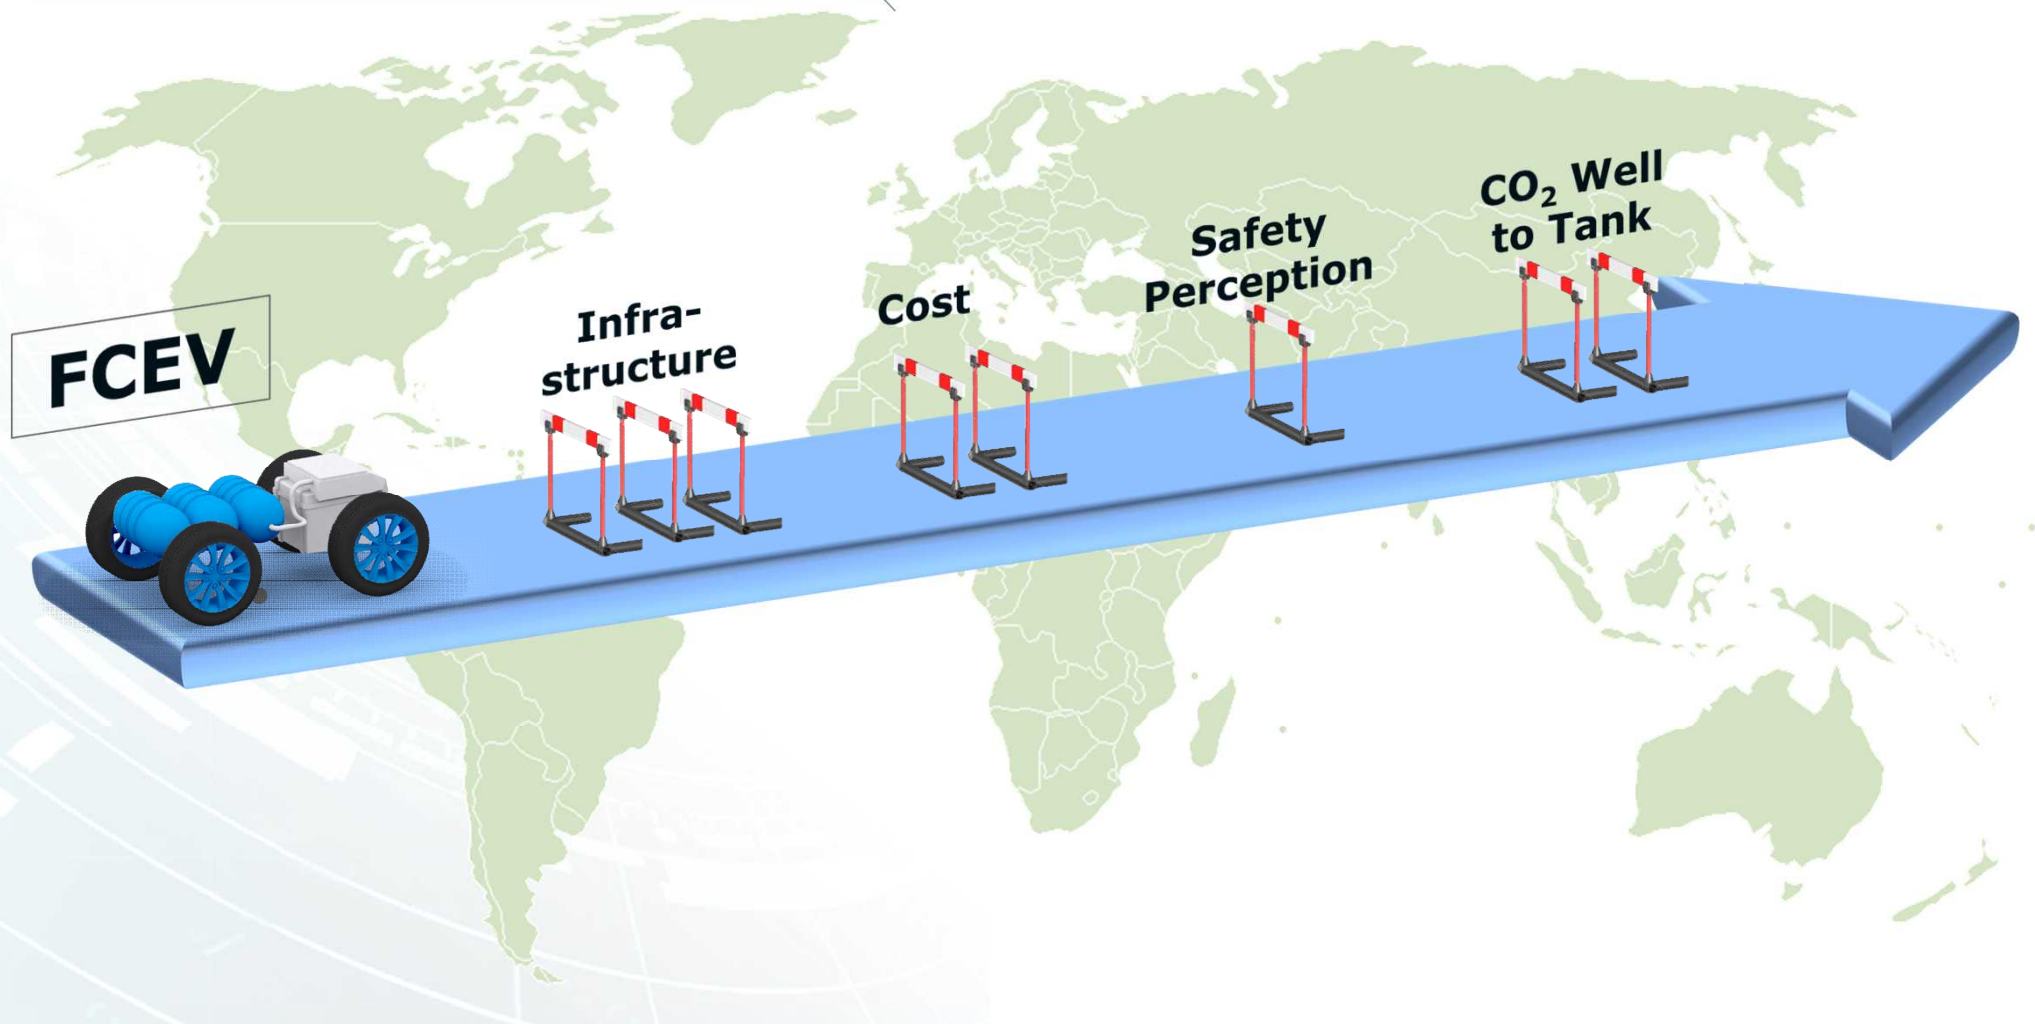 FCEV
Infra-
structure
Cost
Safety
Perception
CO₂ Well
to Tank